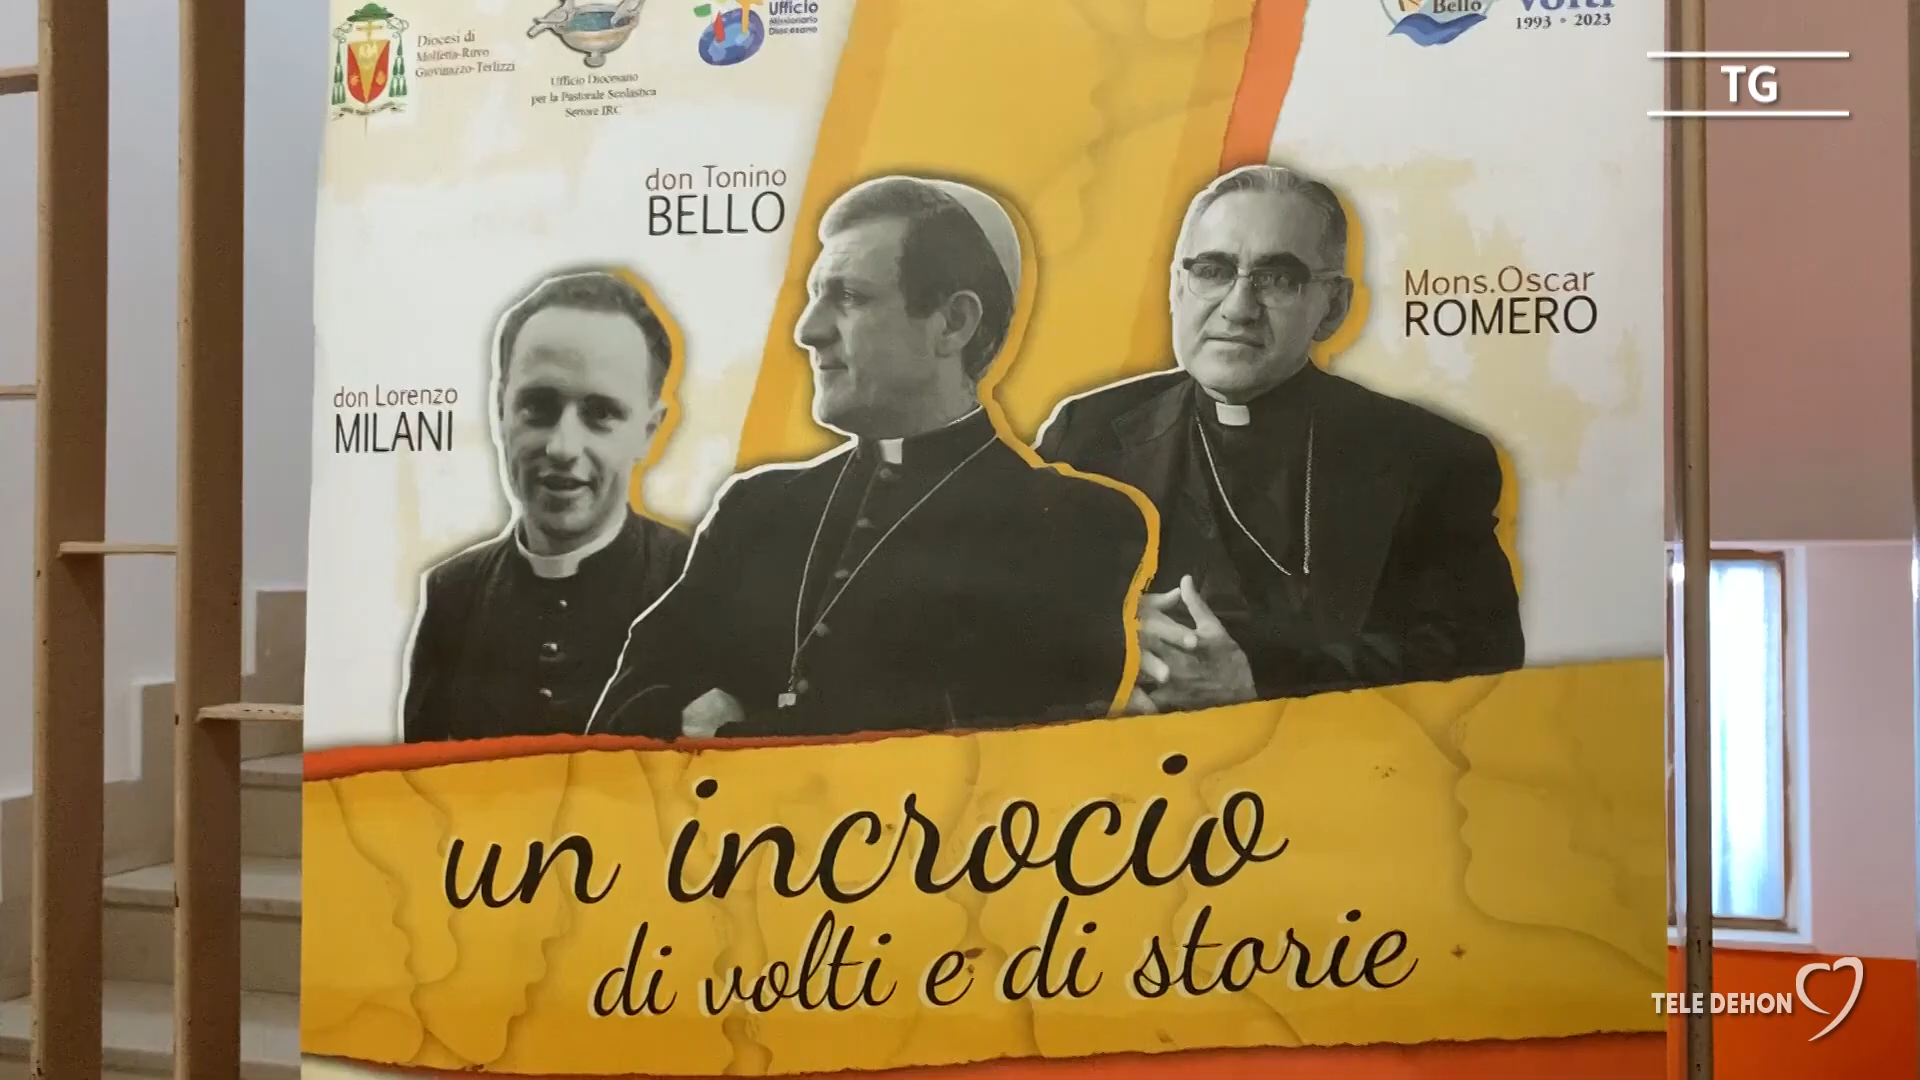 Diocesi di
Molfetta-Ruvo
Giovinazzo-Terlizzi
Ufficio Diocesano
per la Pastorale Scolastica
Settore IRC
Ufficio
Missionario
Diocesano
Bello
volti
1993 • 2023
TG
don Tonino
BELLO
Mons.Oscar
ROMERO
don Lorenzo
MILANI
un incrocio
di volti e di storie
TELE DEHON